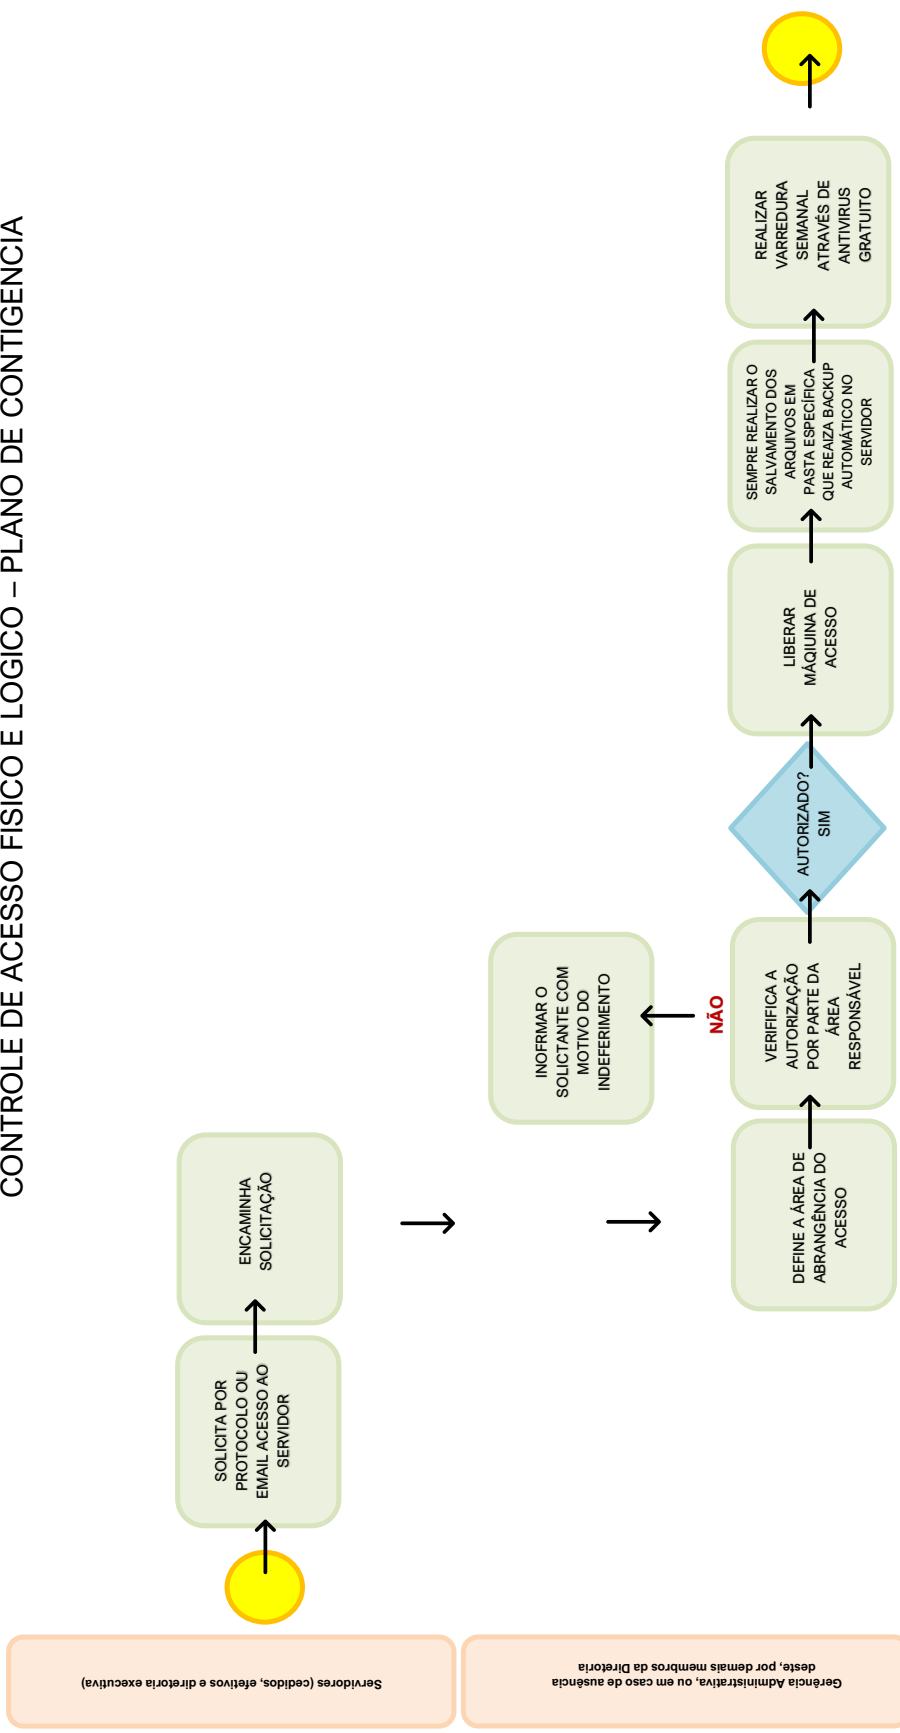 CONTROLE DE ACESSO FISICO E LOGICO – PLANO DE CONTIGENCIA
Servidores (cedidos, efetivos e diretoria executiva)
SOLICITA POR
PROTOCOLO OU
EMAIL ACESSO AO
SERVIDOR
ENCAMINHA
SOLICITAÇÃO
Gerência Administrativa, ou em caso de ausência
deste, por demais membros da Diretoria
DEFINE A ÁREA DE
ABRANGÊNCIA DO
ACESSO
VERIFIFICA A
AUTORIZAÇÃO
POR PARTE DA
ÁREA
RESPONSÁVEL
NÃO
INOFRMAR O
SOLICTANTE COM
MOTIVO DO
INDEFERIMENTO
AUTORIZADO?
SIM
LIBERAR
MÁQIUINA DE
ACESSO
SEMPRE REALIZAR O
SALVAMENTO DOS
ARQUIVOS EM
PASTA ESPECÍFICA
QUE REAIZA BACKUP
AUTOMÁTICO NO
SERVIDOR
REALIZAR
VARREDURA
SEMANAL
ATRAVÉS DE
ANTIVIRUS
GRATUITO